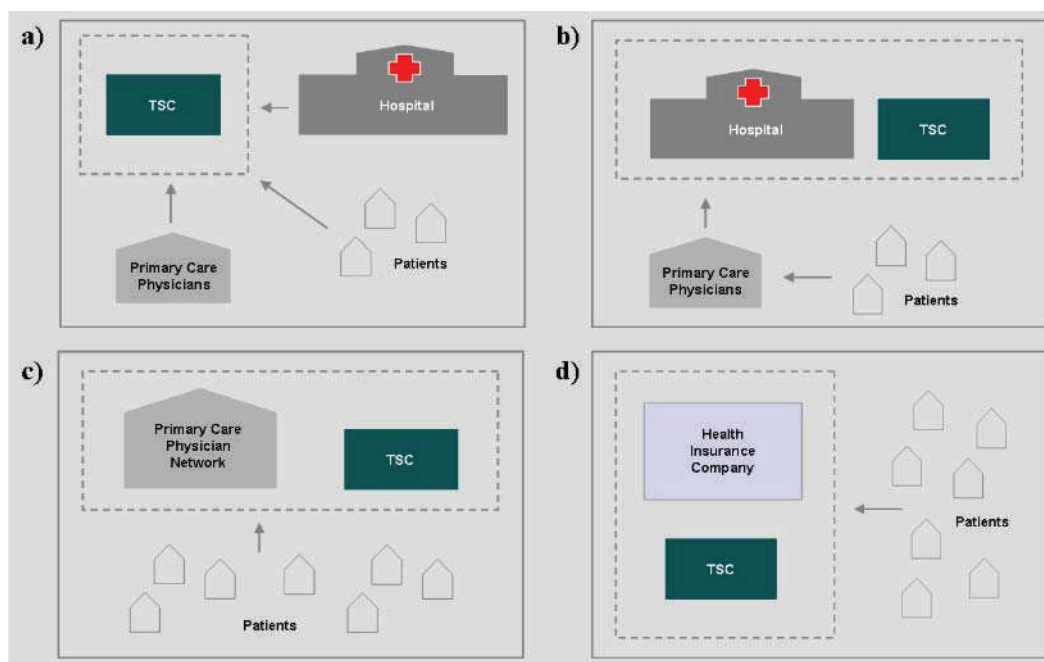 a)
TSC
Hospital
Primary Care
Physicians
Patients
b)
Hospital
TSC
Primary Care
Physicians
Patients
c)
Primary Care
Physician
Network
TSC
Patients
d)
Health
Insurance
Company
Patients
TSC